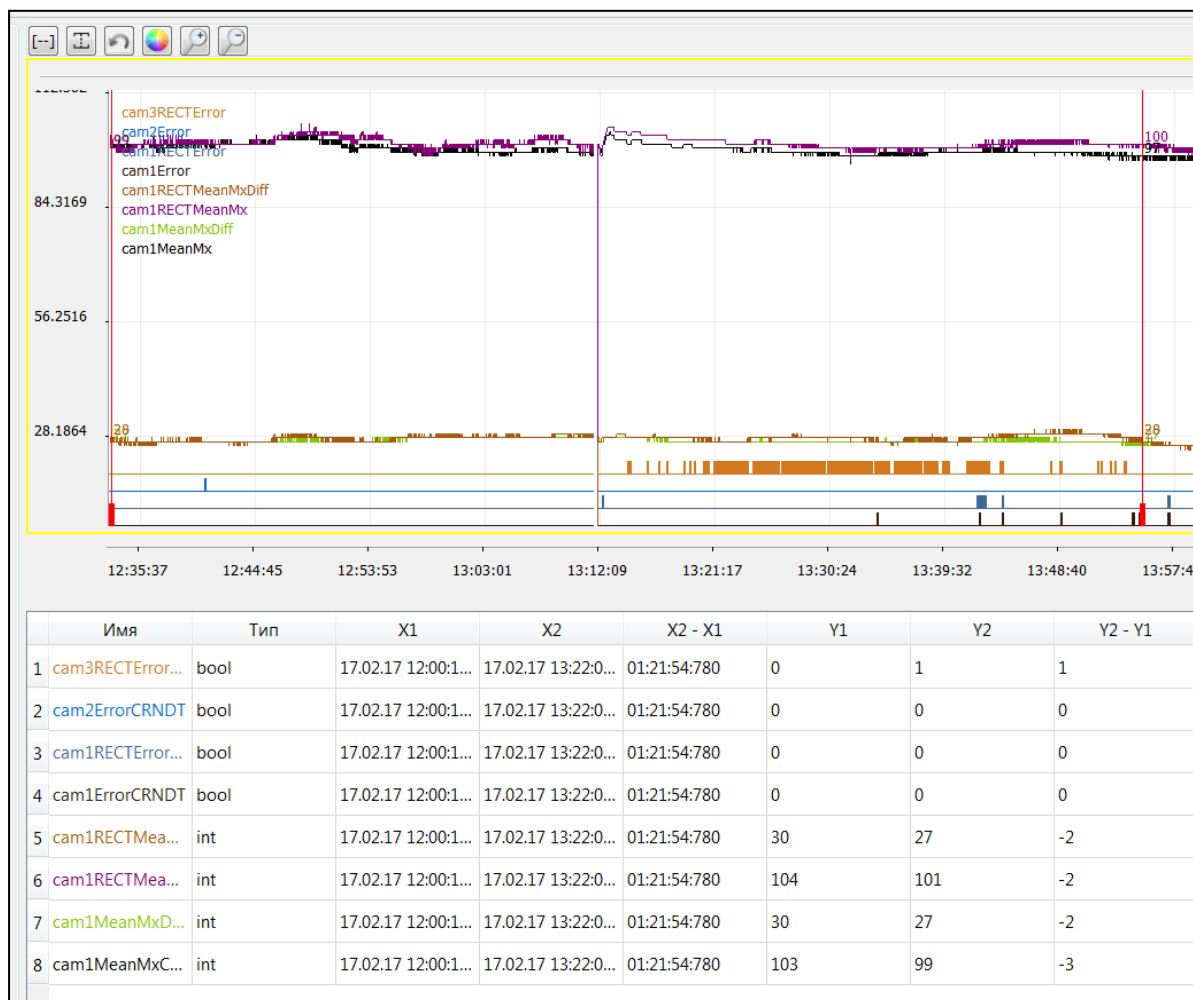 [--]
112.382
cam3RECTError
cam2Error
99
100
cam1RECTError
97
cam1Error
cam1RECTMeanMxDiff
84.3169
cam1RECTMeanMx
cam1MeanMxDiff
cam1MeanMx
56.2516
28.1864
28
28
12:35:37 12:44:45 12:53:53 13:03:01 13:12:09 13:21:17 13:30:24 13:39:32 13:48:40 13:57:4
Имя Тип X1 X2 X2 - X1 Y1 Y2 Y2 - Y1
1 cam3RECTError... bool 17.02.17 12:00:1... 17.02.17 13:22:0... 01:21:54:780 0 1 1
2 cam2ErrorCRNDT bool 17.02.17 12:00:1... 17.02.17 13:22:0... 01:21:54:780 0 0 0
3 cam1RECTError... bool 17.02.17 12:00:1... 17.02.17 13:22:0... 01:21:54:780 0 0 0
4 cam1ErrorCRNDT bool 17.02.17 12:00:1... 17.02.17 13:22:0... 01:21:54:780 0 0 0
5 cam1RECTMea... int 17.02.17 12:00:1... 17.02.17 13:22:0... 01:21:54:780 30 27 -2
6 cam1RECTMea... int 17.02.17 12:00:1... 17.02.17 13:22:0... 01:21:54:780 104 101 -2
7 cam1MeanMxD... int 17.02.17 12:00:1... 17.02.17 13:22:0... 01:21:54:780 30 27 -2
8 cam1MeanMxC... int 17.02.17 12:00:1... 17.02.17 13:22:0... 01:21:54:780 103 99 -3